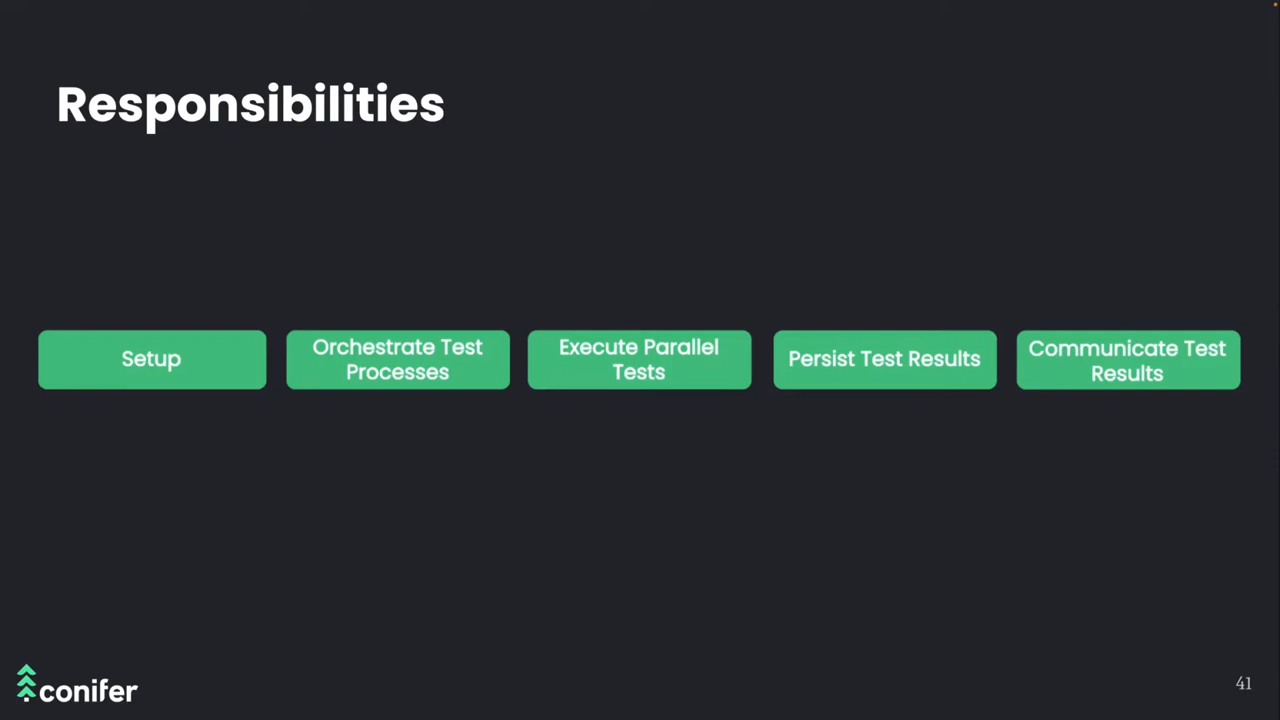 Responsibilities
Setup
Orchestrate Test
Processes
Execute Parallel
Tests
Persist Test Results
Communicate Test
Results
conifer
41